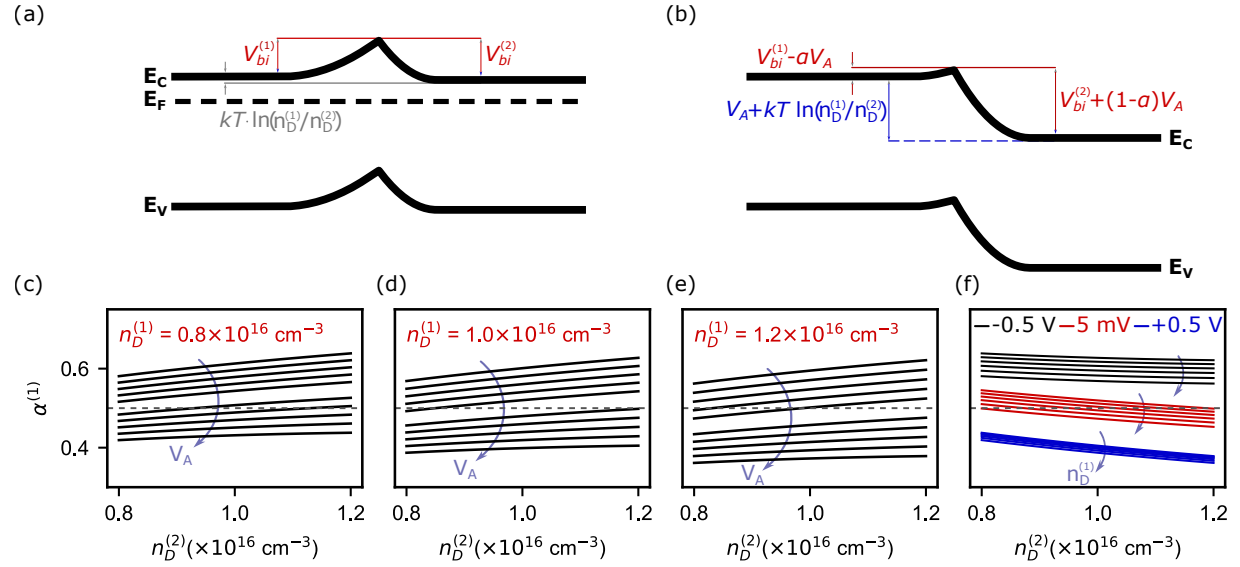 (a)
V_bi^(1)
V_bi^(2)
E_C
E_F
kT·ln(n_D^(1)/n_D^(2))
E_V
(b)
V_bi^(1)-aV_A
V_A+kT ln(n_D^(1)/n_D^(2))
V_bi^(2)+(1-a)V_A
E_C
E_V
(c)
n_D^(1) = 0.8×10^16 cm^-3
α^(1)
0.6
0.4
V_A
0.8 1.0 1.2
n_D^(2)(×10^16 cm^-3)
(d)
n_D^(1) = 1.0×10^16 cm^-3
V_A
0.8 1.0 1.2
n_D^(2)(×10^16 cm^-3)
(e)
n_D^(1) = 1.2×10^16 cm^-3
V_A
0.8 1.0 1.2
n_D^(2)(×10^16 cm^-3)
(f)
-0.5 V 5 mV +0.5 V
n_D^(1)
0.8 1.0 1.2
n_D^(2)(×10^16 cm^-3)